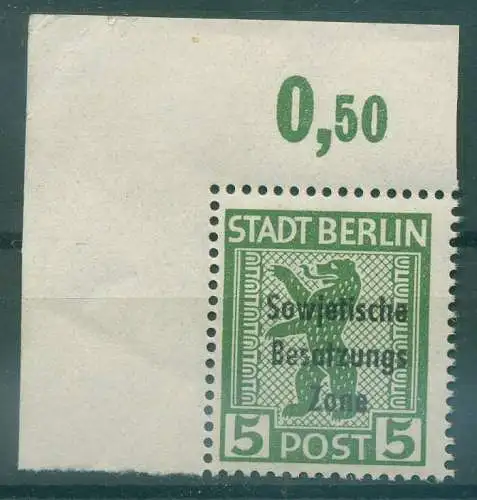 0,50
STADT BERLIN
Sowjetische
Besatzungs
Zone
5 POST 5